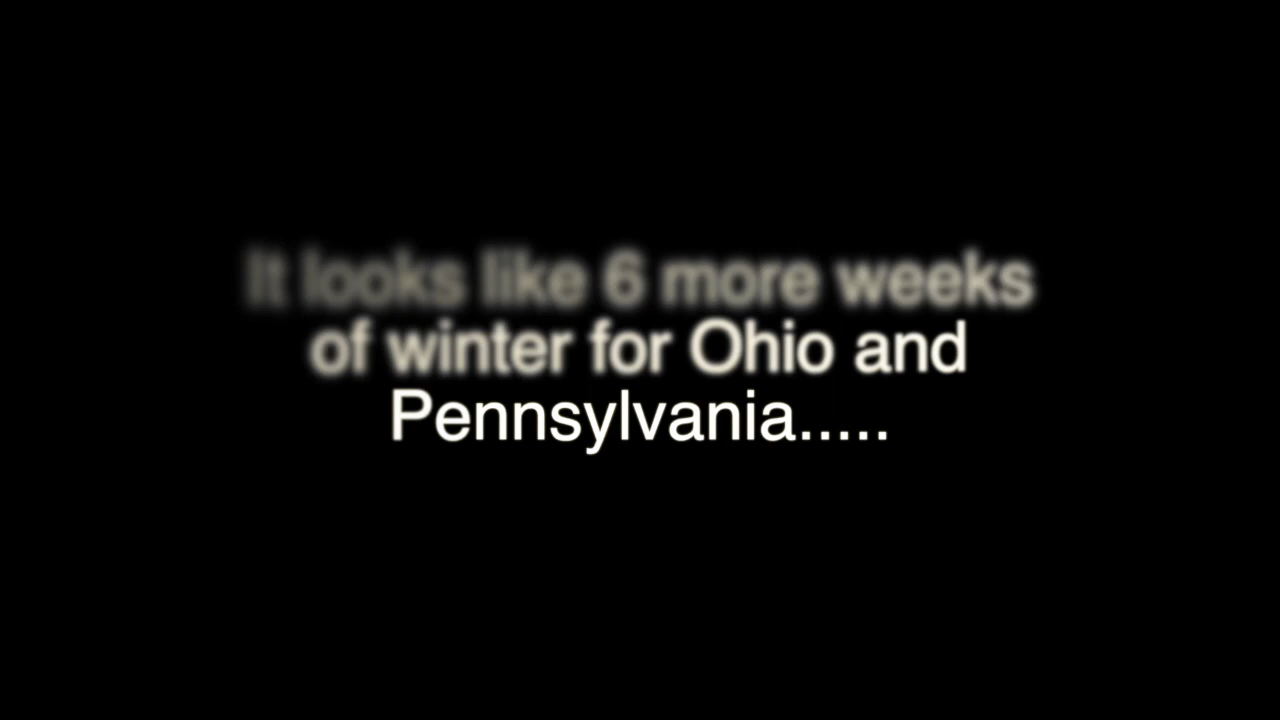 It looks like 6 more weeks
of winter for Ohio and
Pennsylvania.....